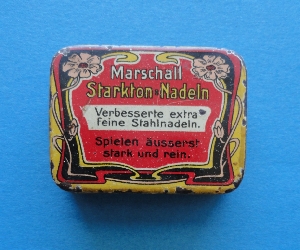 Marschall
Starkton-Nadeln
Verbesserte extra
feine Stahlnadeln.
Spielen äusserst
stark und rein.